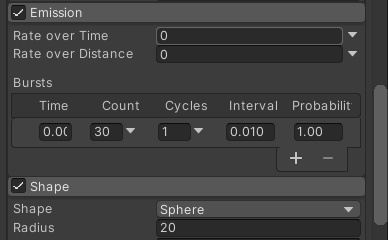 Emission
Rate over Time 0
Rate over Distance 0
Bursts
Time Count Cycles Interval Probabilit
0.00 30 1 0.010 1.00
+ −
Shape
Shape Sphere
Radius 20